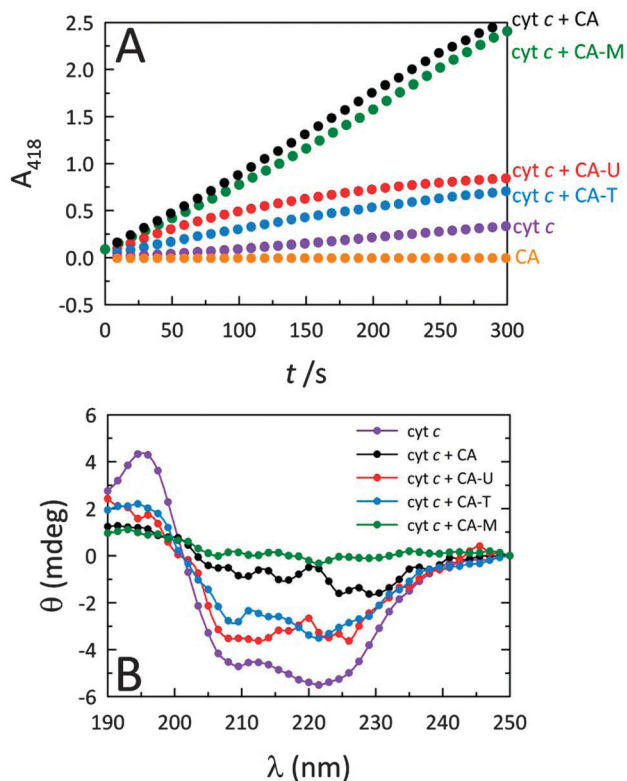 A
2.5
2.0
1.5
1.0
0.5
0.0
-0.5
A418
0 50 100 150 200 250 300
t /s
cyt c + CA
cyt c + CA-M
cyt c + CA-U
cyt c + CA-T
cyt c
CA
6
4
2
0
-2
-4
-6
θ (mdeg)
cyt c
cyt c + CA
cyt c + CA-U
cyt c + CA-T
cyt c + CA-M
B
190 200 210 220 230 240 250
λ (nm)